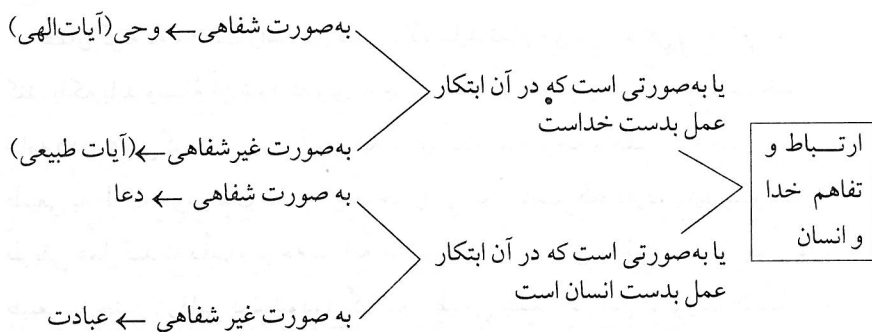 ارتـــباط و
تفاهم خدا
و انسان
یا به‌صورتی است که در آن ابتکار
عمل بدست خداست
به‌صورت شفاهی ← وحی(آیات‌الهی)
به‌صورت غیرشفاهی←(آیات طبیعی)
یا به‌صورتی است که در آن ابتکار
عمل بدست انسان است
به صورت شفاهی ← دعا
به صورت غیر شفاهی ← عبادت